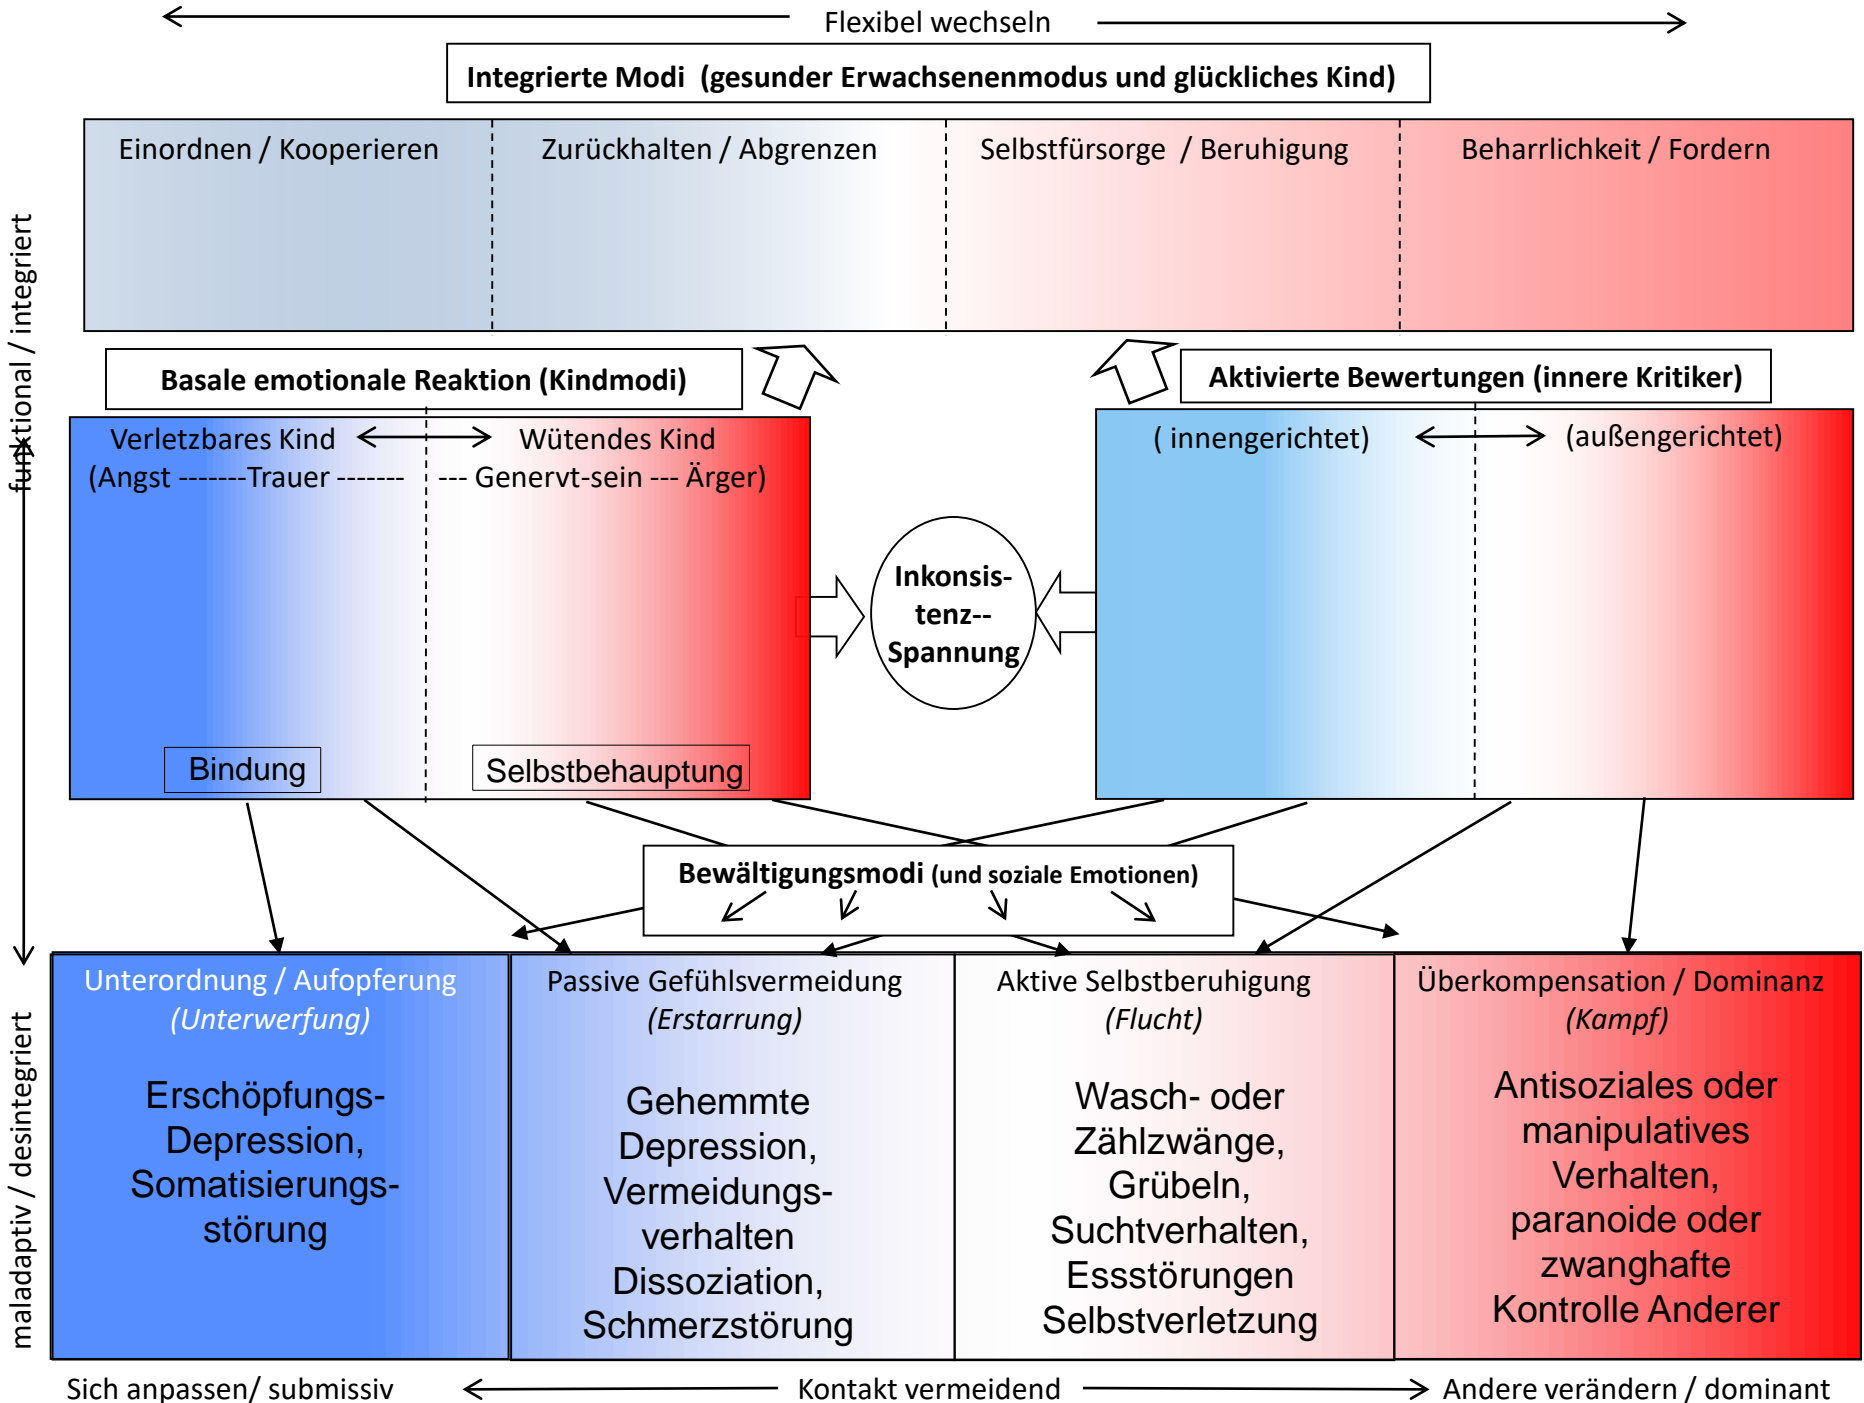 Flexibel wechseln
Integrierte Modi (gesunder Erwachsenenmodus und glückliches Kind)
Einordnen / Kooperieren
Zurückhalten / Abgrenzen
Selbstfürsorge / Beruhigung
Beharrlichkeit / Fordern
funktional / integriert
Basale emotionale Reaktion (Kindmodi)
Aktivierte Bewertungen (innere Kritiker)
Verletzbares Kind
Wütendes Kind
(Angst -------Trauer -------
--- Genervt-sein --- Ärger)
( innengerichtet)
(außengerichtet)
Inkonsis-
tenz--
Spannung
Bindung
Selbstbehauptung
Bewältigungsmodi (und soziale Emotionen)
maladaptiv / desintegriert
Unterordnung / Aufopferung
(Unterwerfung)
Erschöpfungs-
Depression,
Somatisierungs-
störung
Passive Gefühlsvermeidung
(Erstarrung)
Gehemmte
Depression,
Vermeidungs-
verhalten
Dissoziation,
Schmerzstörung
Aktive Selbstberuhigung
(Flucht)
Wasch- oder
Zählzwänge,
Grübeln,
Suchtverhalten,
Essstörungen
Selbstverletzung
Überkompensation / Dominanz
(Kampf)
Antisoziales oder
manipulatives
Verhalten,
paranoide oder
zwanghafte
Kontrolle Anderer
Sich anpassen/ submissiv
Kontakt vermeidend
Andere verändern / dominant